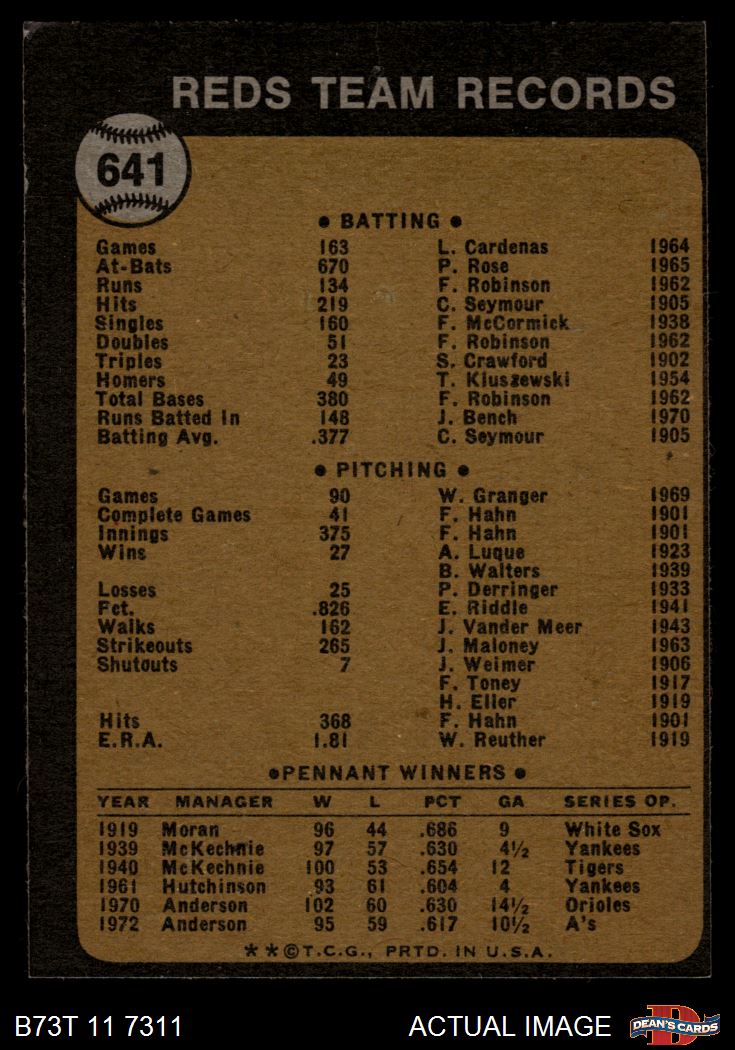 REDS TEAM RECORDS
641
● BATTING ●
Games 163 L. Cardenas 1964
At-Bats 670 P. Rose 1965
Runs 134 F. Robinson 1962
Hits 219 C. Seymour 1905
Singles 160 F. McCormick 1938
Doubles 51 F. Robinson 1962
Triples 23 S. Crawford 1902
Homers 49 T. Kluszewski 1954
Total Bases 380 F. Robinson 1962
Runs Batted In 148 J. Bench 1970
Batting Avg. .377 C. Seymour 1905
● PITCHING ●
Games 90 W. Granger 1969
Complete Games 41 F. Hahn 1901
Innings 375 F. Hahn 1901
Wins 27 A. Luque 1923
B. Walters 1939
Losses 25 P. Derringer 1933
Pct. .826 E. Riddle 1941
Walks 162 J. Vander Meer 1943
Strikeouts 265 J. Maloney 1963
Shutouts 7 J. Weimer 1906
F. Toney 1917
H. Eller 1919
Hits 368 F. Hahn 1901
E.R.A. 1.81 W. Reuther 1919
●PENNANT WINNERS ●
YEAR MANAGER W L PCT GA SERIES OP.
1919 Moran 96 44 .686 9 White Sox
1939 McKechnie 97 57 .630 4½ Yankees
1940 McKechnie 100 53 .654 12 Tigers
1961 Hutchinson 93 61 .604 4 Yankees
1970 Anderson 102 60 .630 14½ Orioles
1972 Anderson 95 59 .617 10½ A's
* * © T.C.G., PRTD. IN U.S.A.
B73T 11 7311 ACTUAL IMAGE D DEAN'S CARDS